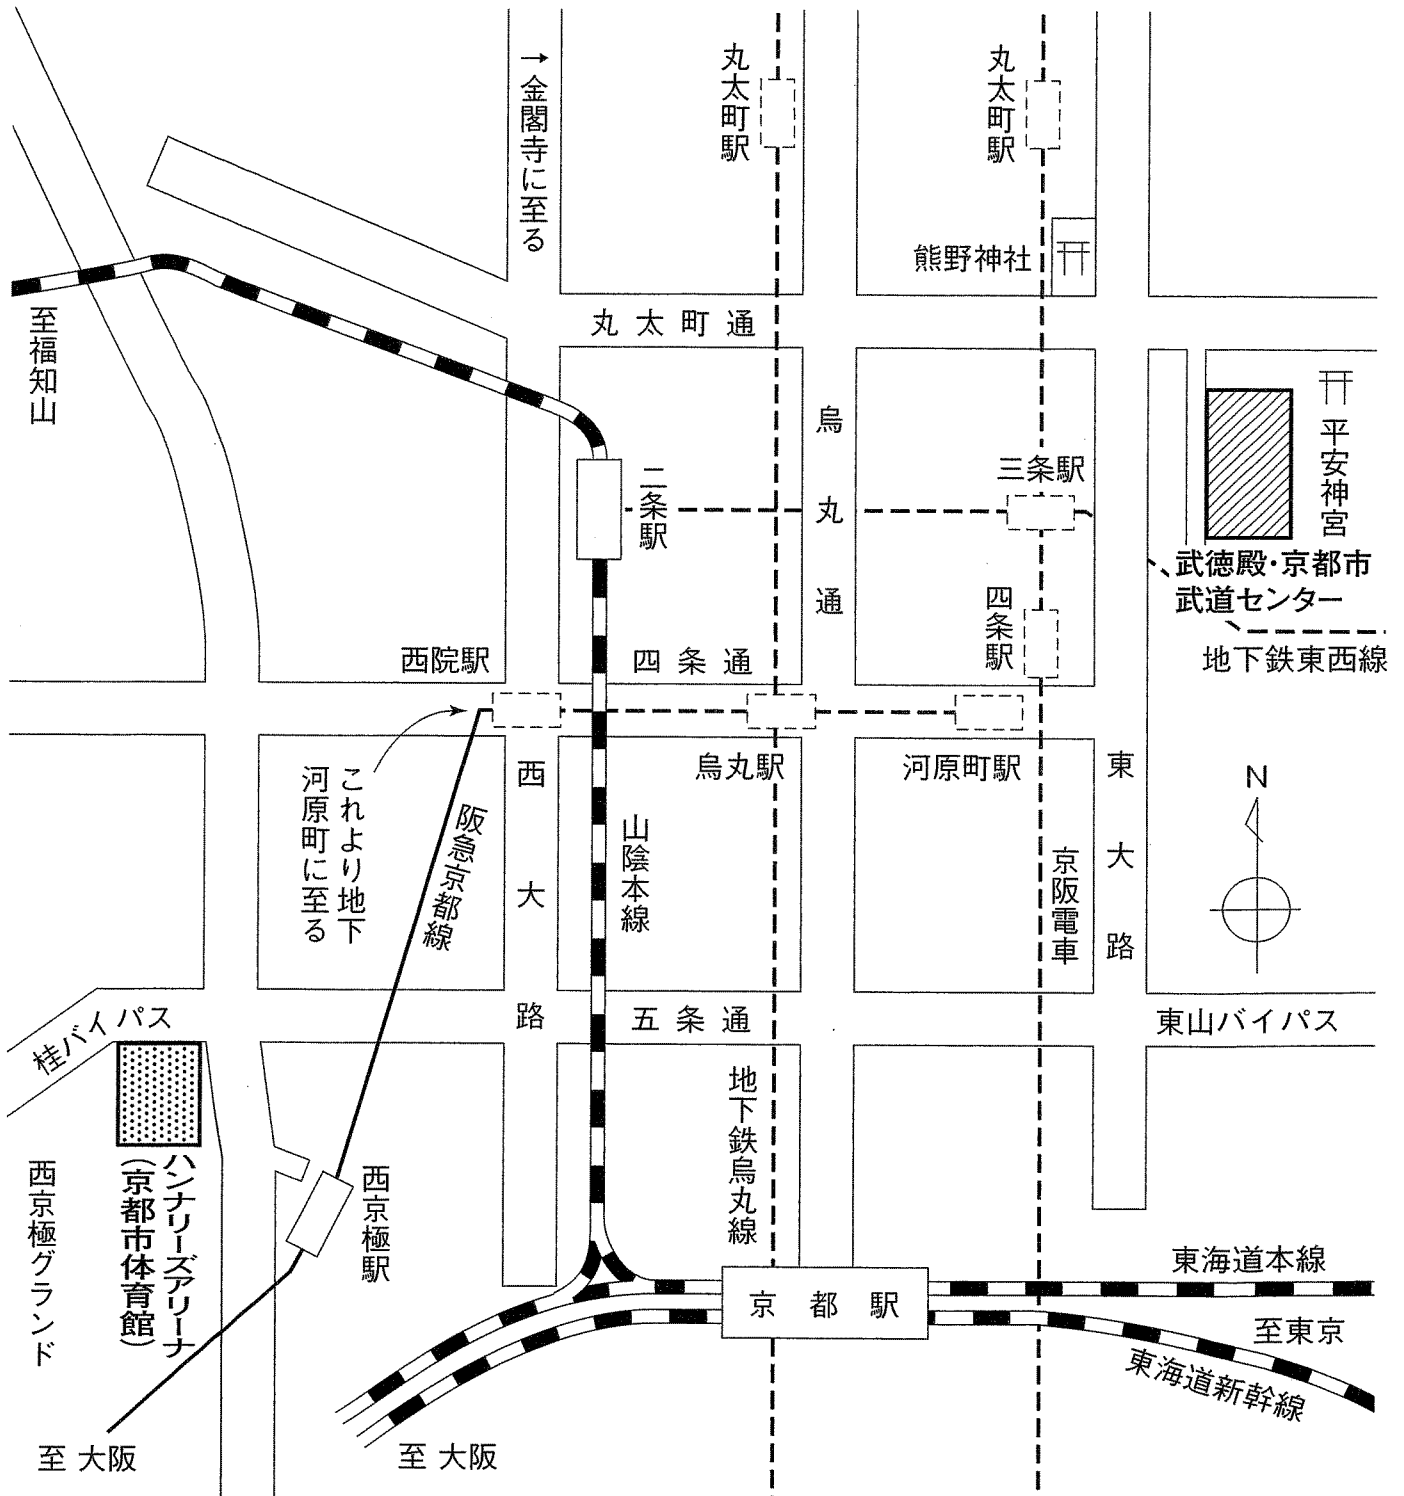 →金閣寺に至る
丸太町駅
丸太町駅
熊野神社
丸太町通
至福知山
烏丸通
平安神宮
三条駅
二条駅
武徳殿・京都市
武道センター
四条駅
西院駅
四条通
地下鉄東西線
烏丸駅
河原町駅
西大路
東大路
N
これより地下
河原町に至る
阪急京都線
山陰本線
京阪電車
桂バイパス
五条通
東山バイパス
地下鉄烏丸線
西京極グランド
ハンナリーズアリーナ
(京都市体育館)
西京極駅
東海道本線
京都駅
至東京
東海道新幹線
至 大阪
至 大阪